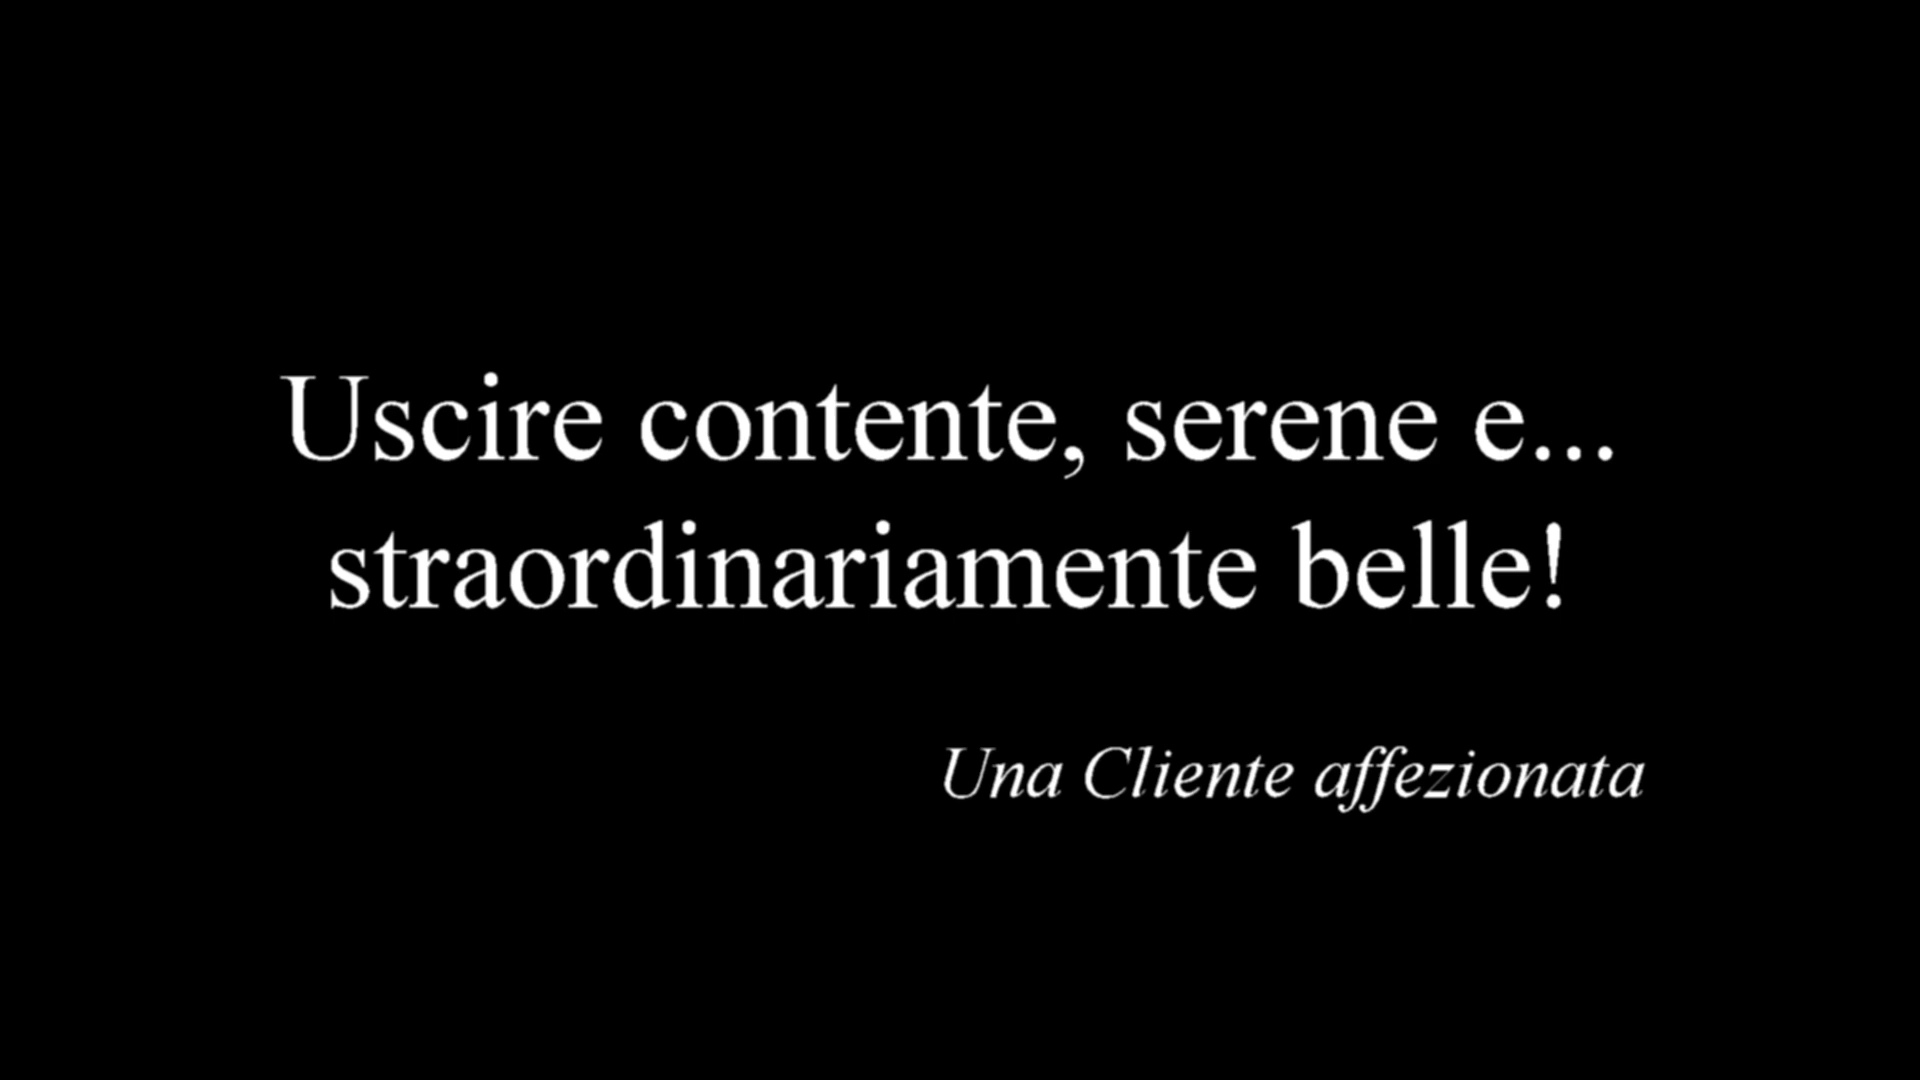 Uscire contente, serene e...
straordinariamente belle!
Una Cliente affezionata